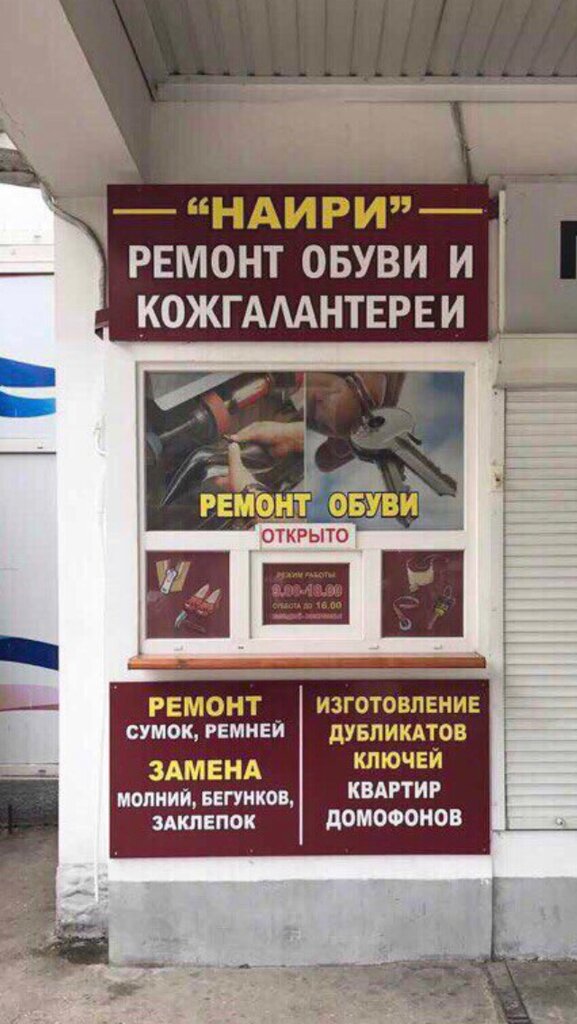 "НАИРИ"
РЕМОНТ ОБУВИ И
КОЖГАЛАНТЕРЕИ
РЕМОНТ ОБУВИ
ОТКРЫТО
РЕЖИМ РАБОТЫ
9.00-18.00
СУББОТА ДО 16.00
РЕМОНТ
СУМОК, РЕМНЕЙ
ЗАМЕНА
МОЛНИЙ, БЕГУНКОВ,
ЗАКЛЕПОК
ИЗГОТОВЛЕНИЕ
ДУБЛИКАТОВ
КЛЮЧЕЙ
КВАРТИР
ДОМОФОНОВ